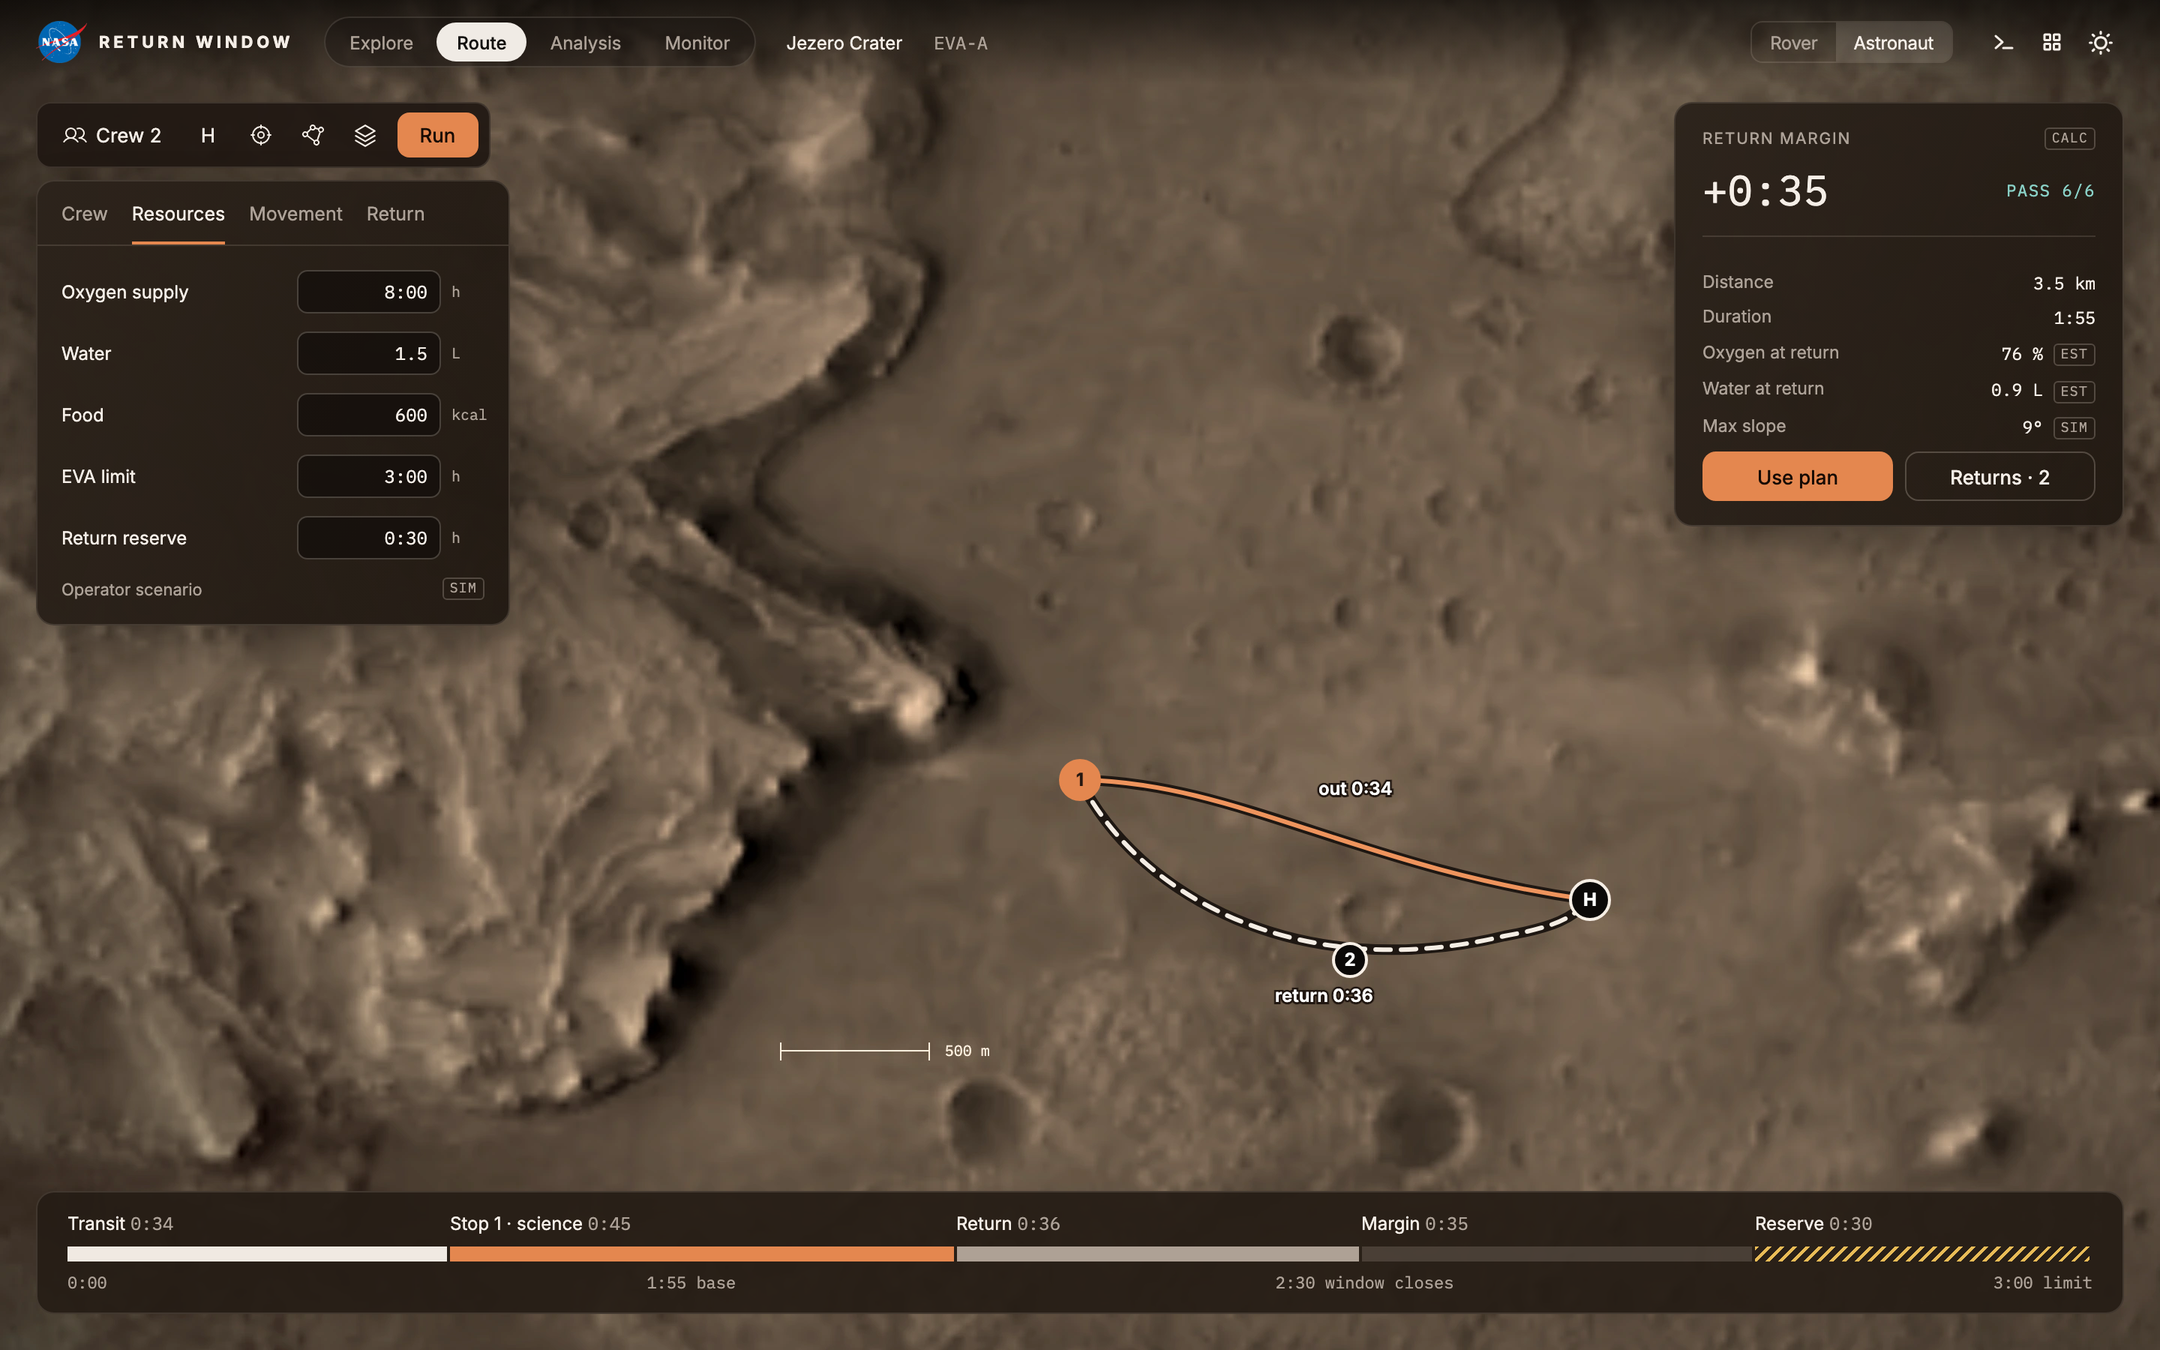 NASA RETURN WINDOW Explore Route Analysis Monitor Jezero Crater EVA-A Rover Astronaut
Crew 2 H Run
Crew Resources Movement Return
Oxygen supply 8:00 h
Water 1.5 L
Food 600 kcal
EVA limit 3:00 h
Return reserve 0:30 h
Operator scenario SIM
RETURN MARGIN CALC
+0:35 PASS 6/6
Distance 3.5 km
Duration 1:55
Oxygen at return 76 % EST
Water at return 0.9 L EST
Max slope 9° SIM
Use plan Returns · 2
1
out 0:34
H
2
return 0:36
500 m
Transit 0:34 Stop 1 · science 0:45 Return 0:36 Margin 0:35 Reserve 0:30
0:00 1:55 base 2:30 window closes 3:00 limit